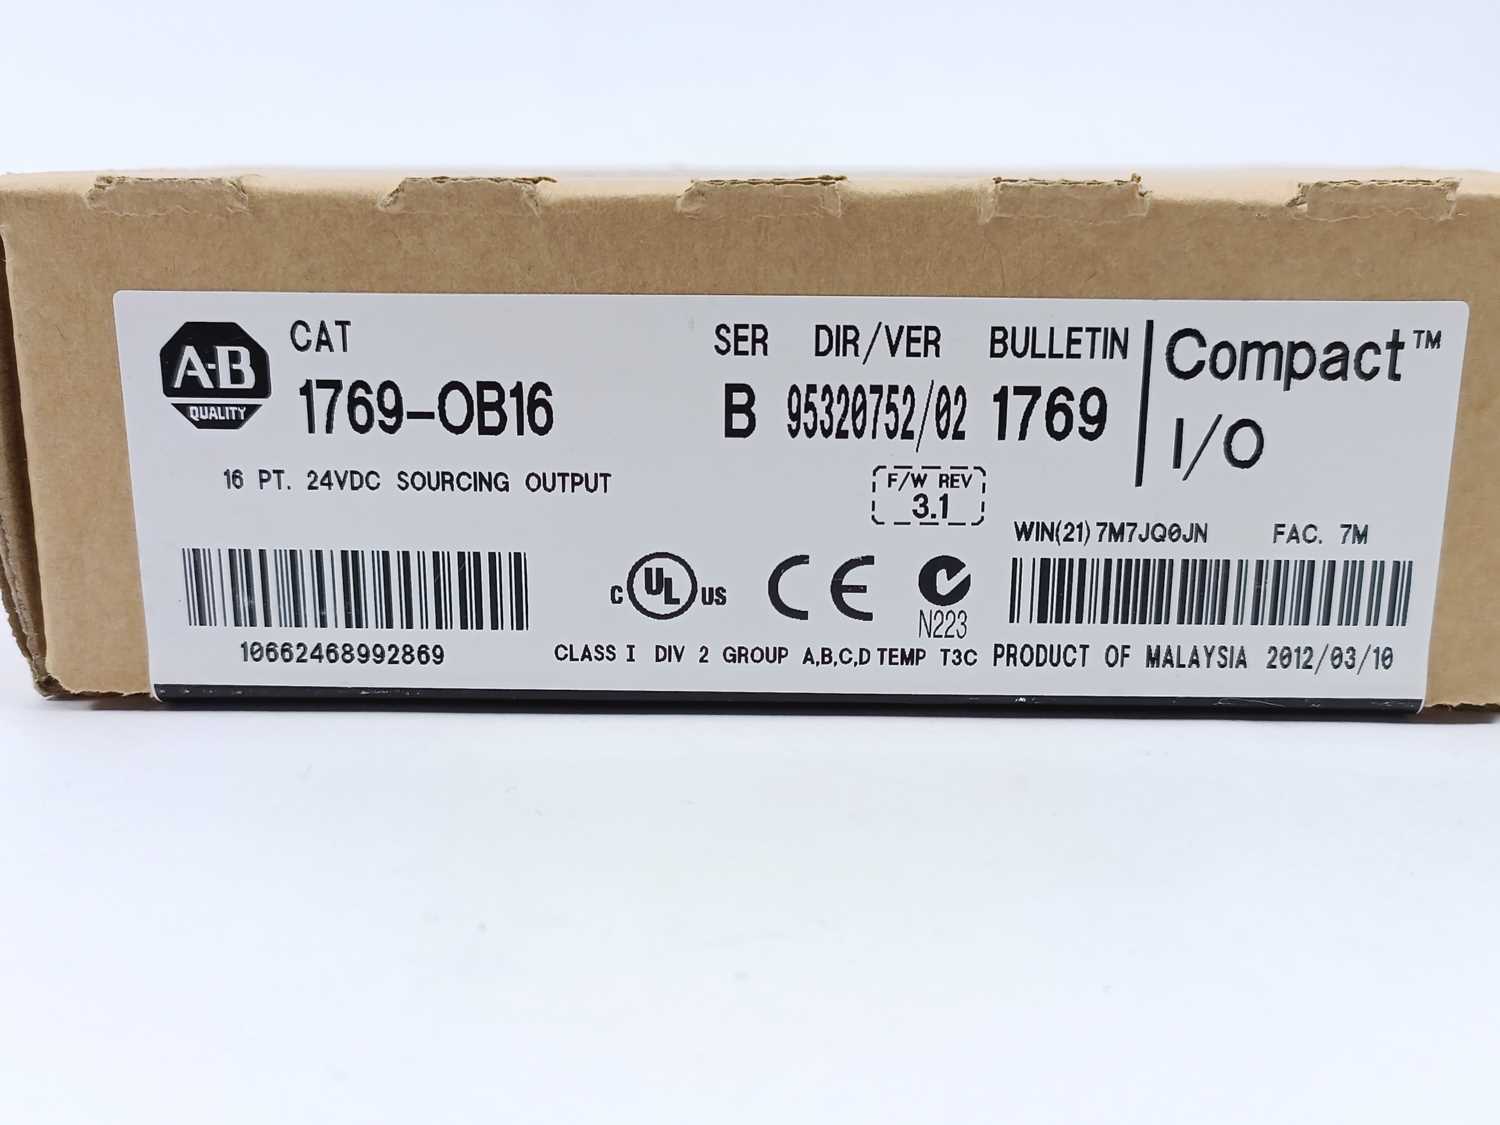 A-B
QUALITY
CAT
1769-OB16
16 PT. 24VDC SOURCING OUTPUT
10662468992869
SER DIR/VER BULLETIN
B 95320752/02 1769
F/W REV
3.1
Compact™
I/O
WIN(21) 7M7JQ0JN FAC. 7M
C UL US CE N223
CLASS I DIV 2 GROUP A,B,C,D TEMP T3C
PRODUCT OF MALAYSIA 2012/03/10